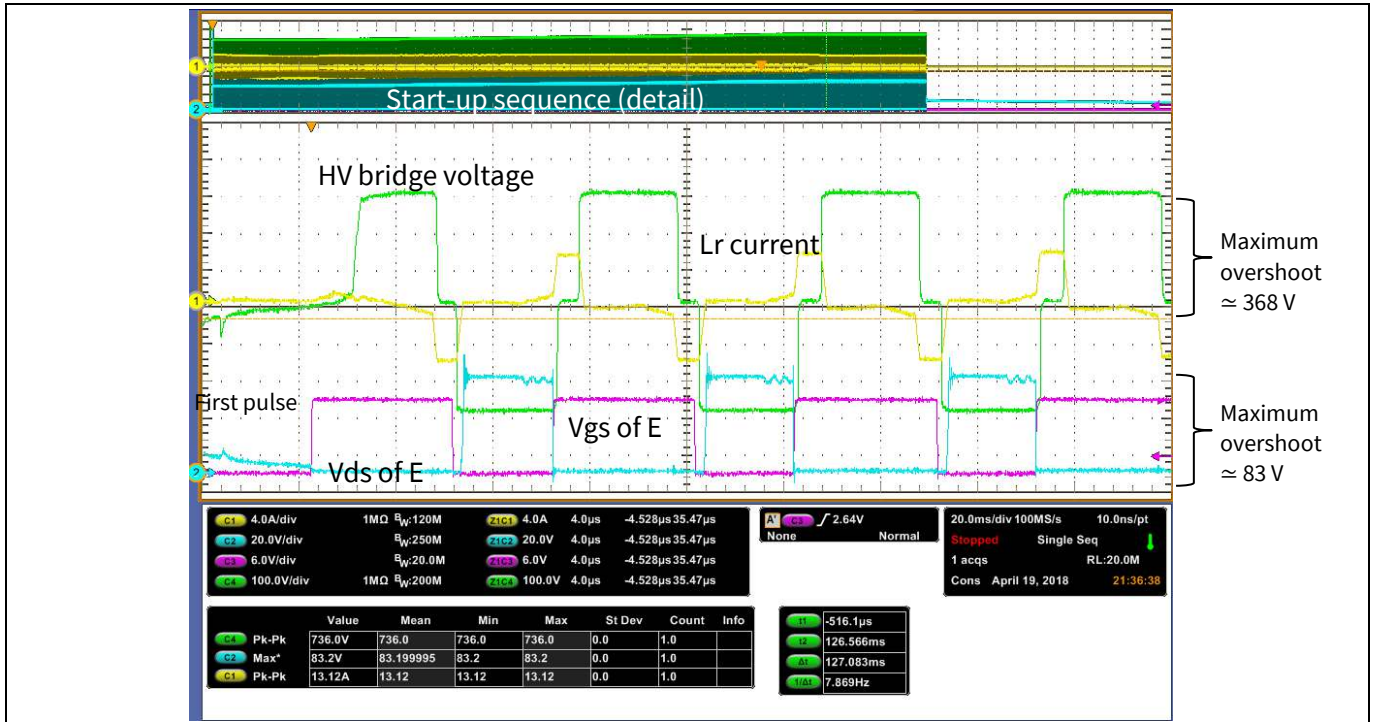 1
Start-up sequence (detail)
2
HV bridge voltage
Lr current
Maximum
overshoot
≃ 368 V
1
First pulse
Vgs of E
Vds of E
2
Maximum
overshoot
≃ 83 V
C1 4.0A/div 1MΩ BW:120M Z1C1 4.0A 4.0µs -4.528µs 35.47µs
C2 20.0V/div BW:250M Z1C2 20.0V 4.0µs -4.528µs 35.47µs
C3 6.0V/div BW:20.0M Z1C3 6.0V 4.0µs -4.528µs 35.47µs
C4 100.0V/div 1MΩ BW:200M Z1C4 100.0V 4.0µs -4.528µs 35.47µs
A' C3 2.64V
None Normal
20.0ms/div 100MS/s 10.0ns/pt
Stopped Single Seq
1 acqs RL:20.0M
Cons April 19, 2018 21:36:38
Value Mean Min Max St Dev Count Info
C4 Pk-Pk 736.0V 736.0 736.0 736.0 0.0 1.0
C2 Max* 83.2V 83.199995 83.2 83.2 0.0 1.0
C1 Pk-Pk 13.12A 13.12 13.12 13.12 0.0 1.0
t1 -516.1µs
t2 126.566ms
Δt 127.083ms
1/Δt 7.869Hz